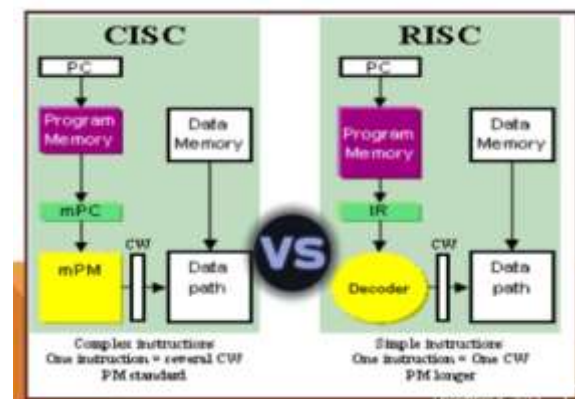 CISC
PC
Program
Memory
Data
Memory
mPC
CW
mPM
Data
path
Complex instructions
One instruction = several CW
PM standard
VS
RISC
PC
Program
Memory
Data
Memory
IR
CW
Decoder
Data
path
Simple instructions
One instruction = One CW
PM longer